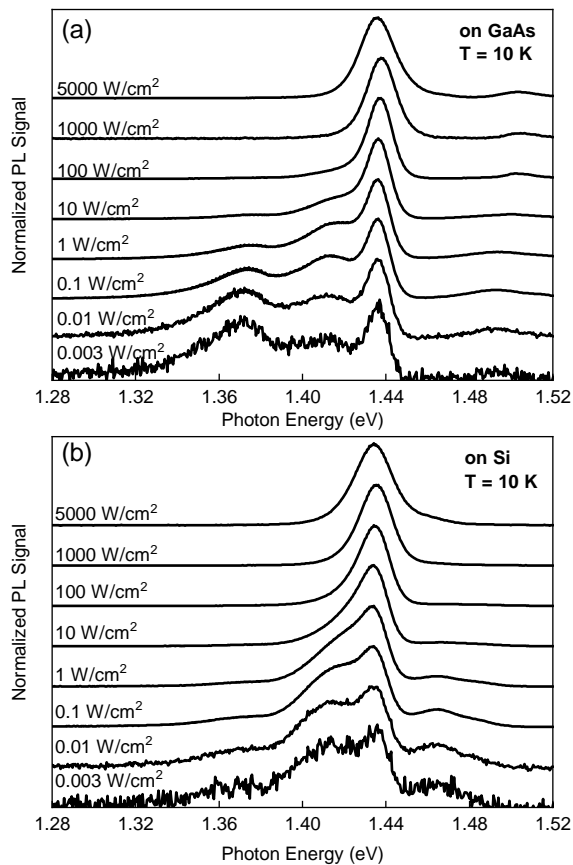 (a)
on GaAs
T = 10 K
5000 W/cm²
1000 W/cm²
100 W/cm²
10 W/cm²
1 W/cm²
0.1 W/cm²
0.01 W/cm²
0.003 W/cm²
Normalized PL Signal
1.28 1.32 1.36 1.40 1.44 1.48 1.52
Photon Energy (eV)
(b)
on Si
T = 10 K
5000 W/cm²
1000 W/cm²
100 W/cm²
10 W/cm²
1 W/cm²
0.1 W/cm²
0.01 W/cm²
0.003 W/cm²
Normalized PL Signal
1.28 1.32 1.36 1.40 1.44 1.48 1.52
Photon Energy (eV)